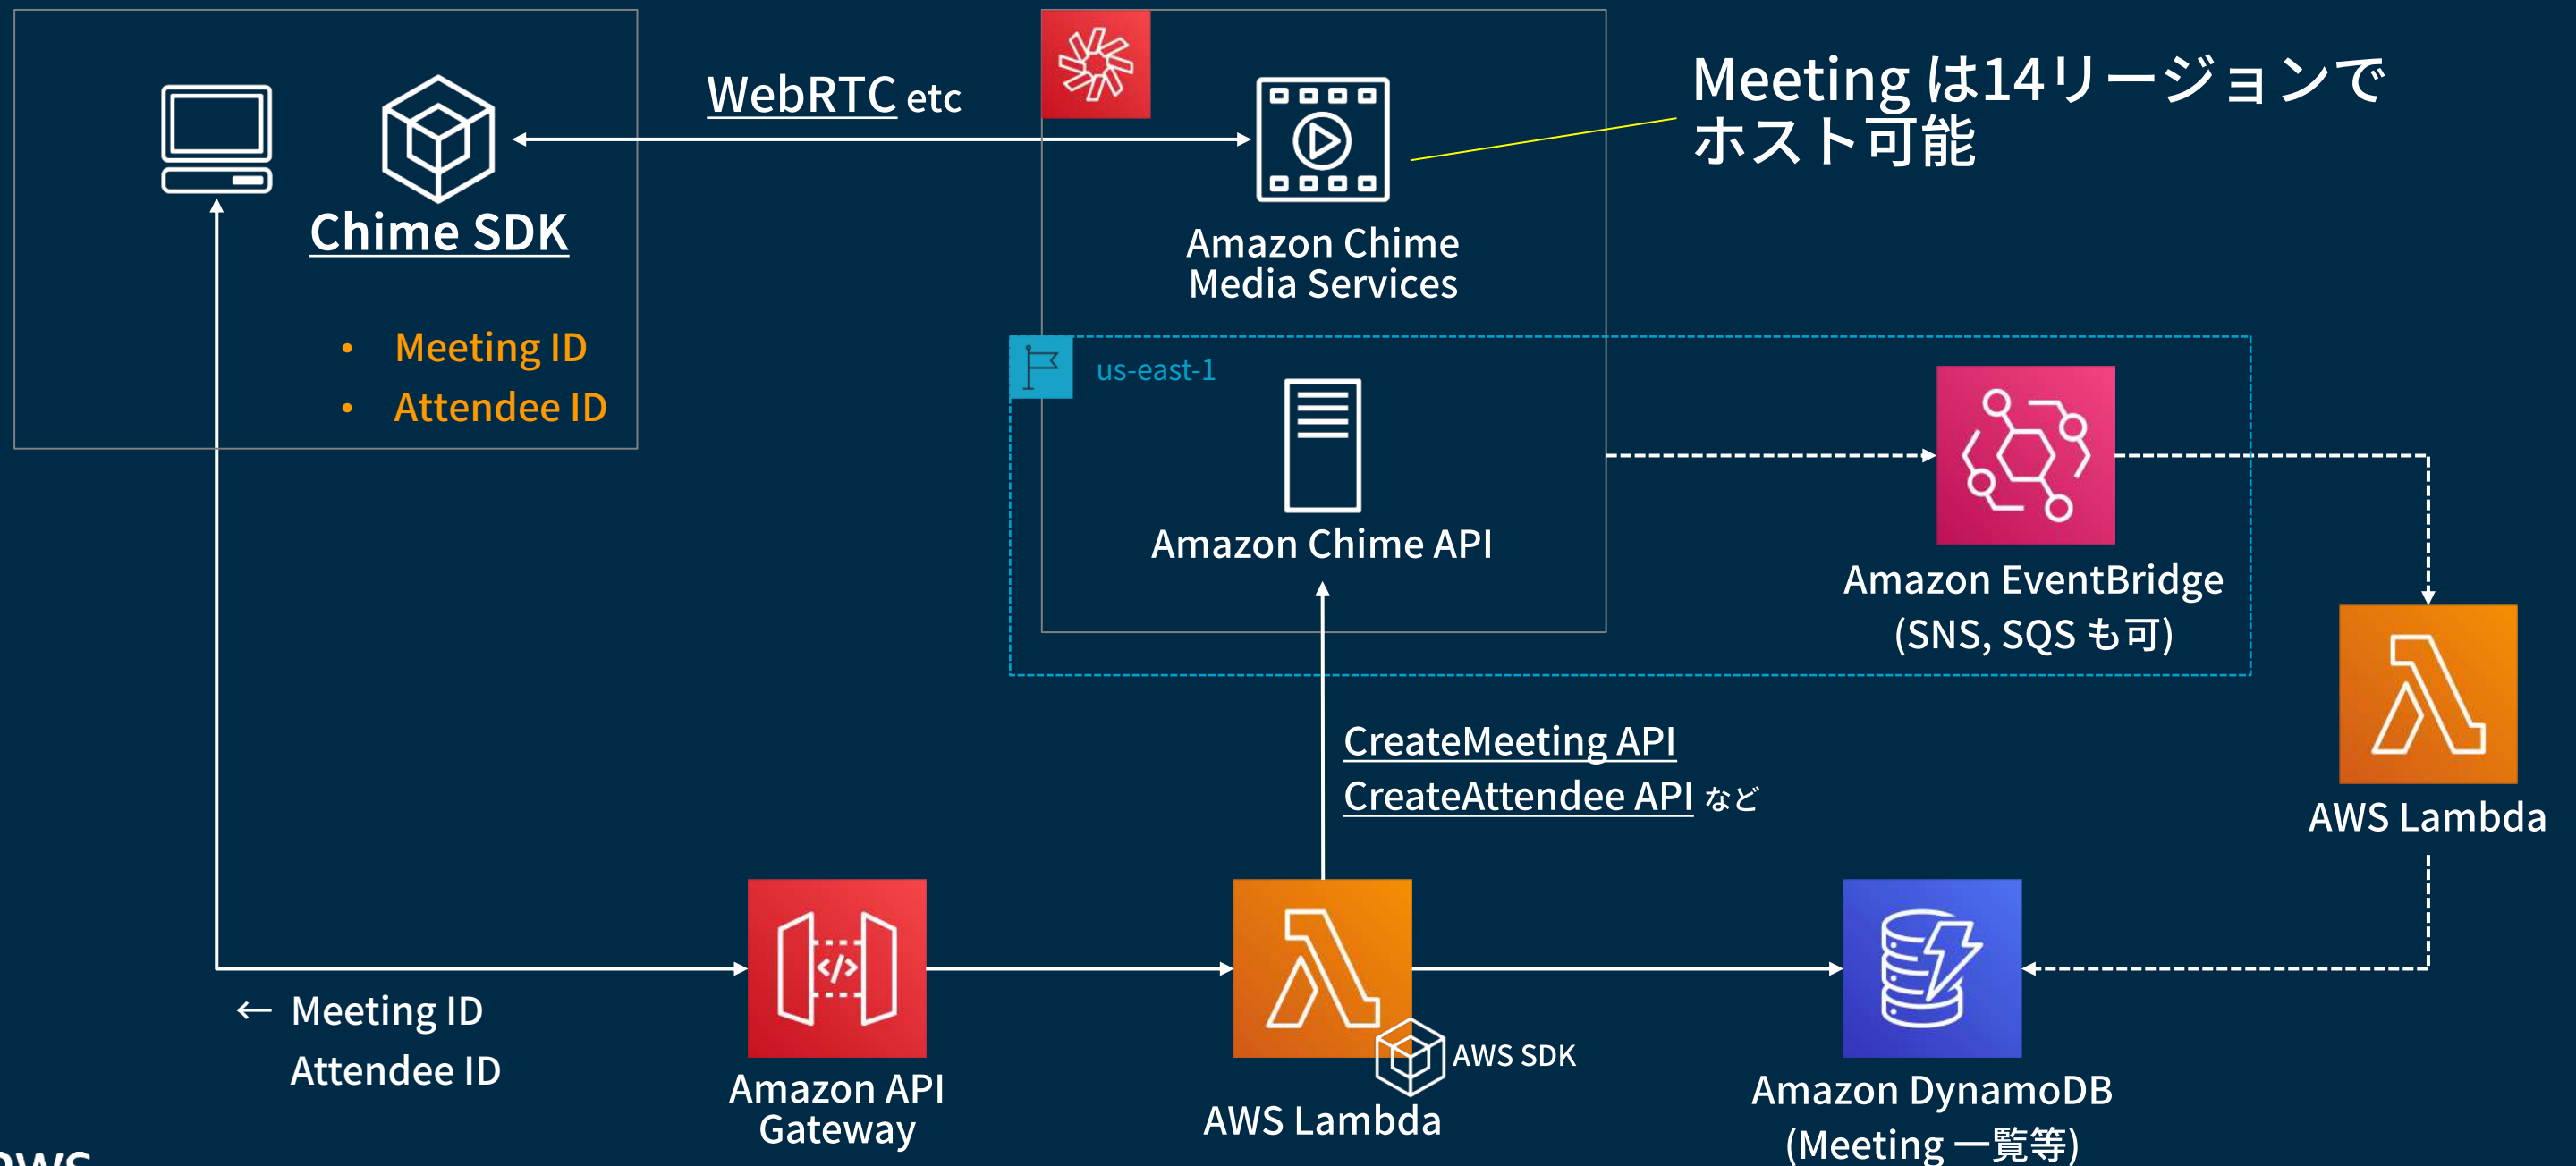 WebRTC etc
Meeting は14リージョンで
ホスト可能
Chime SDK
Amazon Chime
Media Services
• Meeting ID
• Attendee ID
us-east-1
Amazon Chime API
Amazon EventBridge
(SNS, SQS も可)
CreateMeeting API
CreateAttendee API など
AWS Lambda
← Meeting ID
Attendee ID
Amazon API
Gateway
AWS SDK
AWS Lambda
Amazon DynamoDB
(Meeting 一覧等)
aws